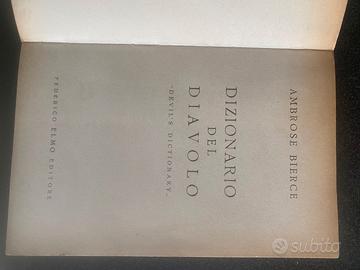 AMBROSE BIERCE
DIZIONARIO
DEL
DIAVOLO
"DEVIL'S DICTIONARY"
FEDERICO ELMO EDITORE
subito